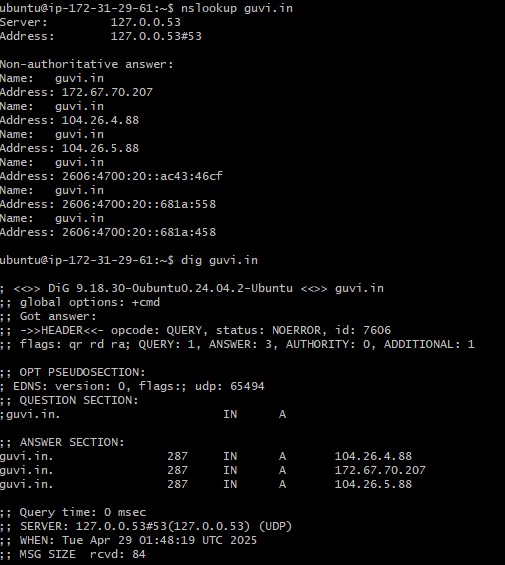 ubuntu@ip-172-31-29-61:~$ nslookup guvi.in
Server: 127.0.0.53
Address: 127.0.0.53#53
Non-authoritative answer:
Name: guvi.in
Address: 172.67.70.207
Name: guvi.in
Address: 104.26.4.88
Name: guvi.in
Address: 104.26.5.88
Name: guvi.in
Address: 2606:4700:20::ac43:46cf
Name: guvi.in
Address: 2606:4700:20::681a:558
Name: guvi.in
Address: 2606:4700:20::681a:458
ubuntu@ip-172-31-29-61:~$ dig guvi.in
; <<>> DiG 9.18.30-0ubuntu0.24.04.2-Ubuntu <<>> guvi.in
;; global options: +cmd
;; Got answer:
;; ->>HEADER<<- opcode: QUERY, status: NOERROR, id: 7606
;; flags: qr rd ra; QUERY: 1, ANSWER: 3, AUTHORITY: 0, ADDITIONAL: 1
;; OPT PSEUDOSECTION:
; EDNS: version: 0, flags:; udp: 65494
;; QUESTION SECTION:
;guvi.in. IN A
;; ANSWER SECTION:
guvi.in. 287 IN A 104.26.4.88
guvi.in. 287 IN A 172.67.70.207
guvi.in. 287 IN A 104.26.5.88
;; Query time: 0 msec
;; SERVER: 127.0.0.53#53(127.0.0.53) (UDP)
;; WHEN: Tue Apr 29 01:48:19 UTC 2025
;; MSG SIZE rcvd: 84